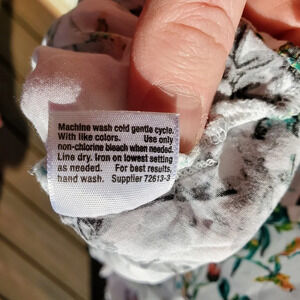 Machine wash cold gentle cycle.
With like colors. Use only
non-chlorine bleach when needed.
Line dry. Iron on lowest setting
as needed. For best results,
hand wash. Supplier 72613-3